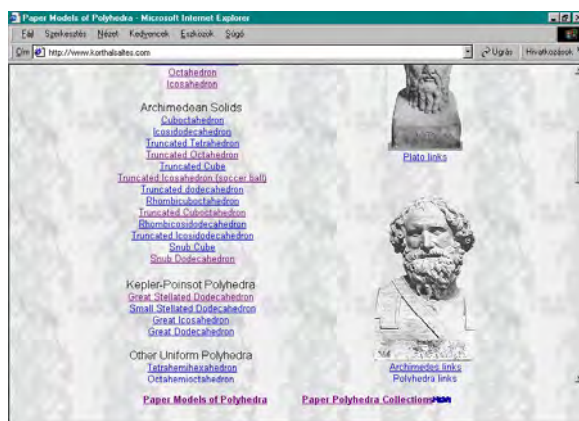 Paper Models of Polyhedra - Microsoft Internet Explorer
Fájl Szerkesztés Nézet Kedvencek Eszközök Súgó
Cím http://www.korthalsaltes.com Ugrás Hivatkozások
Octahedron
Icosahedron
Archimedean Solids
Cuboctahedron
Icosidodecahedron
Truncated Tetrahedron
Truncated Octahedron
Truncated Cube
Truncated Icosahedron (soccer ball)
Truncated dodecahedron
Rhombicuboctahedron
Truncated Cuboctahedron
Rhombicosidodecahedron
Truncated Icosidodecahedron
Snub Cube
Snub Dodecahedron
Kepler-Poinsot Polyhedra
Great Stellated Dodecahedron
Small Stellated Dodecahedron
Great Icosahedron
Great Dodecahedron
Other Uniform Polyhedra
Tetrahemihexahedron
Octahemioctahedron
Plato links
Archimedes links
Polyhedra links
Paper Models of Polyhedra
Paper Polyhedra Collections